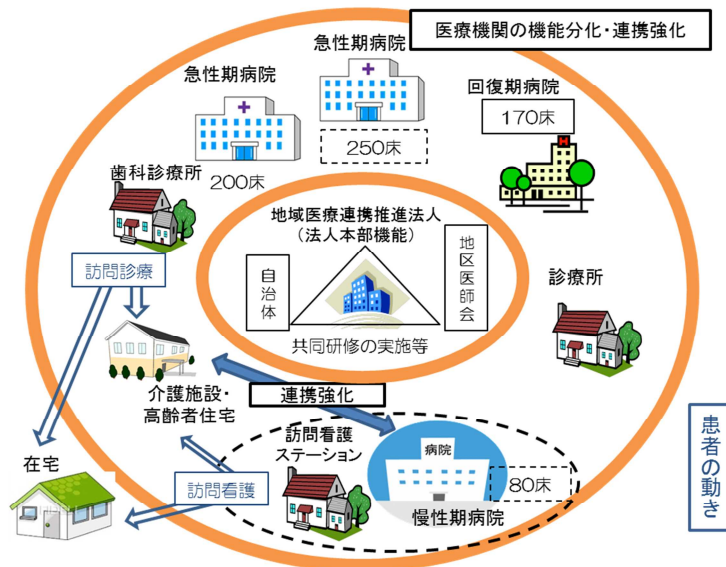 医療機関の機能分化・連携強化
急性期病院
急性期病院
回復期病院
170床
250床
200床
歯科診療所
地域医療連携推進法人
（法人本部機能）
自治体
地区医師会
訪問診療
診療所
共同研修の実施等
介護施設・
高齢者住宅
連携強化
患者の動き
訪問看護
ステーション
病院
在宅
訪問看護
80床
慢性期病院